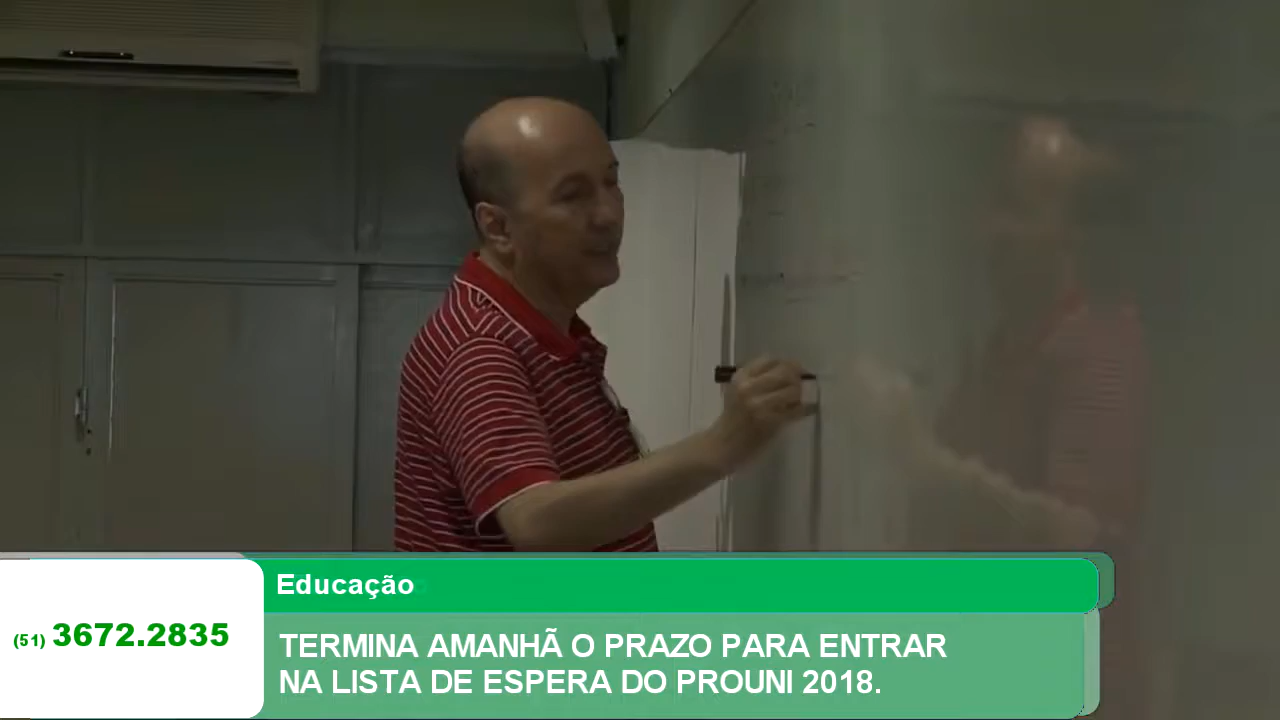 Educação
(51) 3672.2835
TERMINA AMANHÃ O PRAZO PARA ENTRAR
NA LISTA DE ESPERA DO PROUNI 2018.